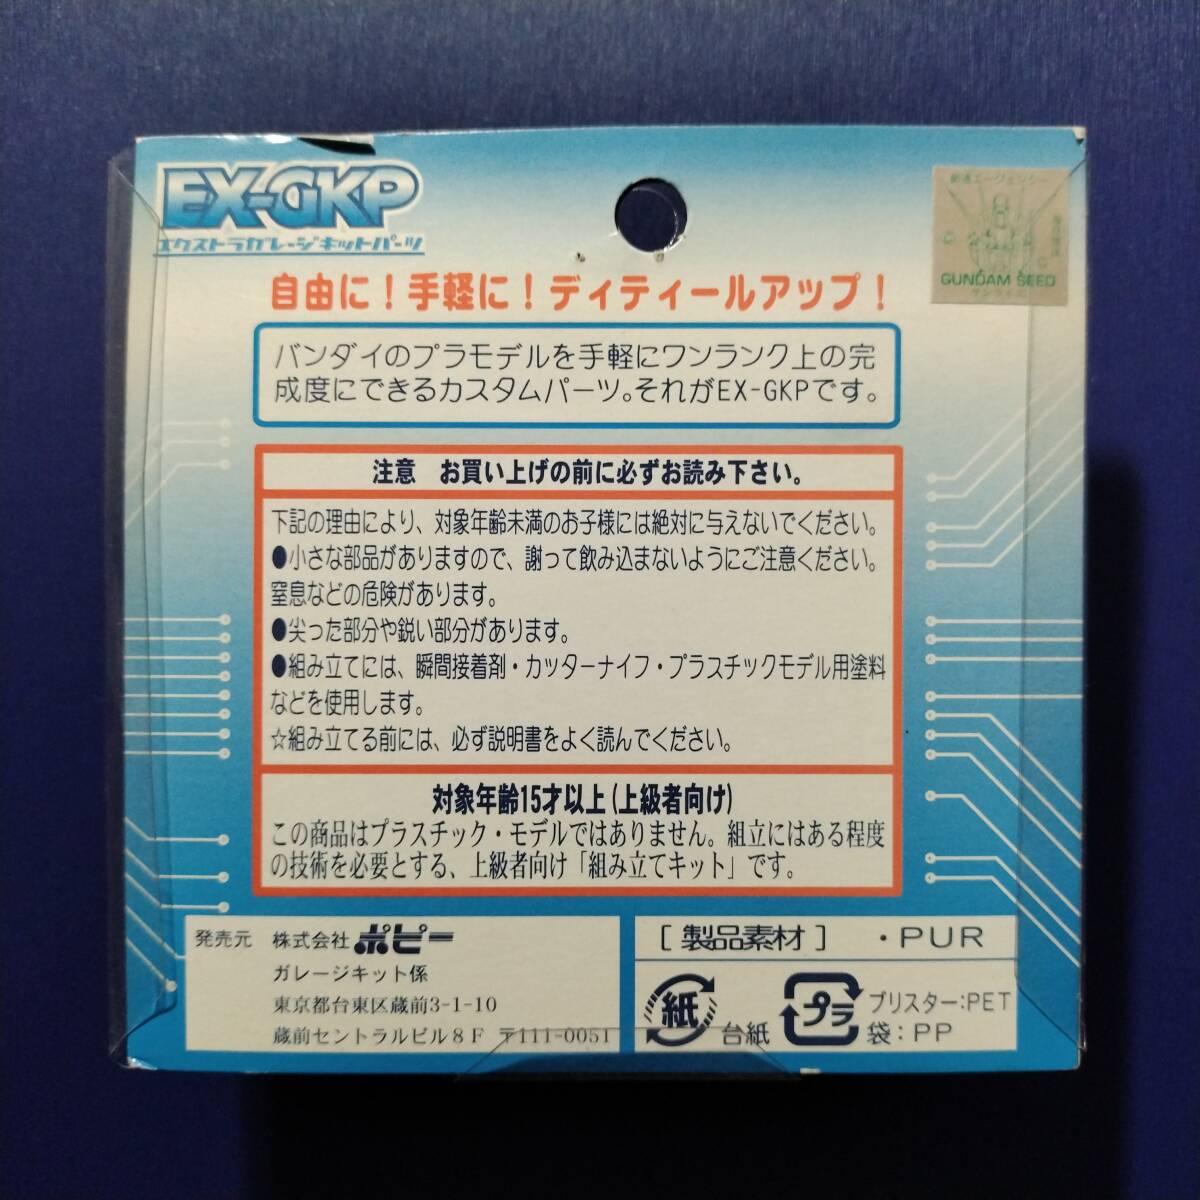 EX-GKP
エクストラガレージキットパーツ
GUNDAM SEED
自由に!手軽に!ディティールアップ!
バンダイのプラモデルを手軽にワンランク上の完
成度にできるカスタムパーツ。それがEX-GKPです。
注意 お買い上げの前に必ずお読み下さい。
下記の理由により、対象年齢未満のお子様には絶対に与えないでください。
●小さな部品がありますので、謝って飲み込まないようにご注意ください。
窒息などの危険があります。
●尖った部分や鋭い部分があります。
●組み立てには、瞬間接着剤・カッターナイフ・プラスチックモデル用塗料
などを使用します。
☆組み立てる前には、必ず説明書をよく読んでください。
対象年齢15才以上(上級者向け)
この商品はプラスチック・モデルではありません。組立にはある程度
の技術を必要とする、上級者向け「組み立てキット」です。
発売元 株式会社ポピー
ガレージキット係
東京都台東区蔵前3-1-10
蔵前セントラルビル8F 〒111-0051
[製品素材] ・PUR
紙 台紙
プラ ブリスター:PET
袋:PP